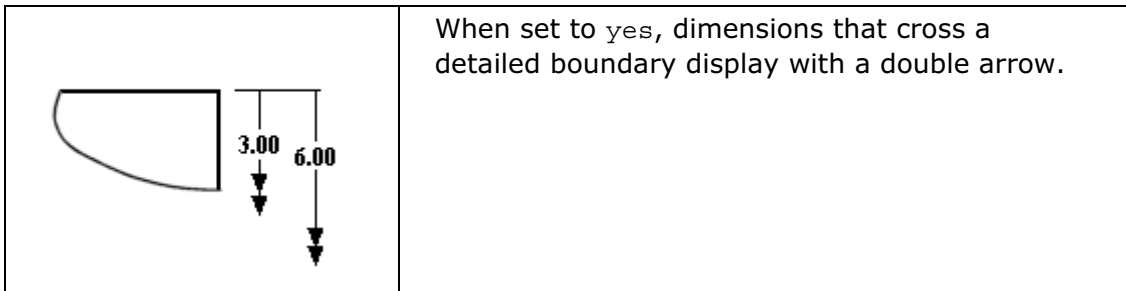 When set to yes, dimensions that cross a
detailed boundary display with a double arrow.
3.00
6.00